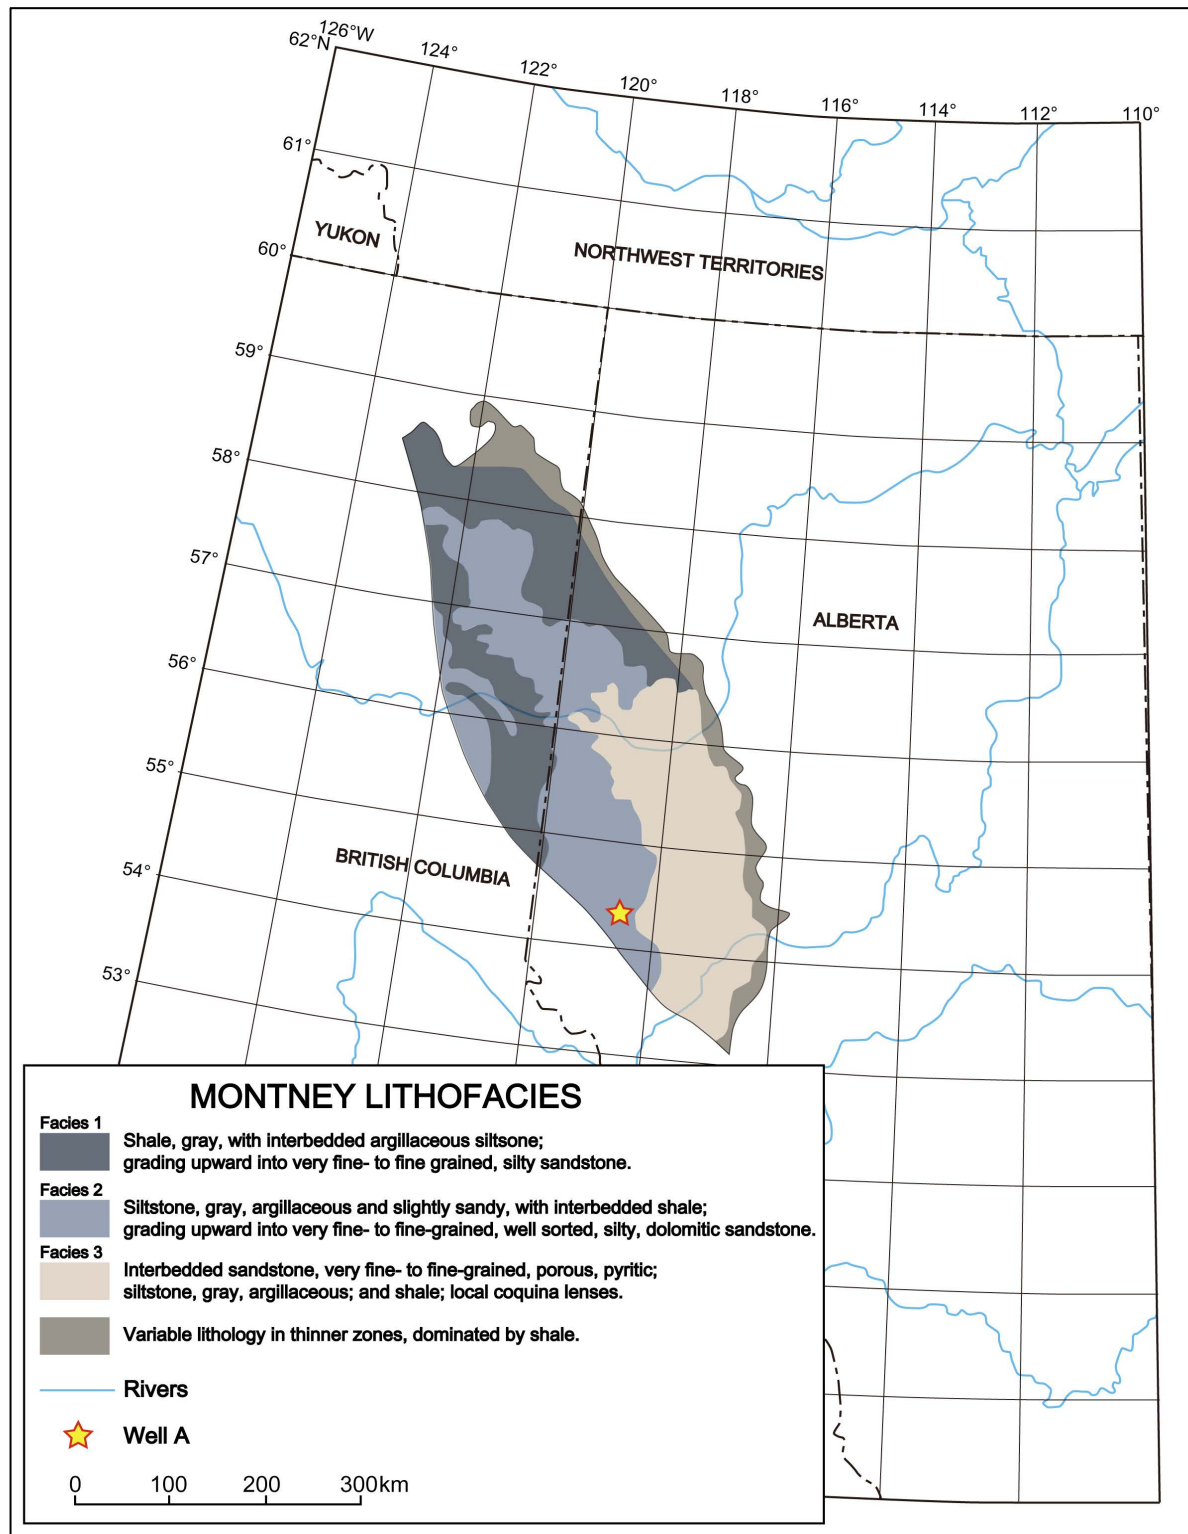 126°W
62°N
124°
122°
120°
118°
116°
114°
112°
110°
61°
YUKON
NORTHWEST TERRITORIES
60°
59°
58°
57°
ALBERTA
56°
55°
BRITISH COLUMBIA
54°
53°
MONTNEY LITHOFACIES
Facies 1
Shale, gray, with interbedded argillaceous siltsone;
grading upward into very fine- to fine grained, silty sandstone.
Facies 2
Siltstone, gray, argillaceous and slightly sandy, with interbedded shale;
grading upward into very fine- to fine-grained, well sorted, silty, dolomitic sandstone.
Facies 3
Interbedded sandstone, very fine- to fine-grained, porous, pyritic;
siltstone, gray, argillaceous; and shale; local coquina lenses.
Variable lithology in thinner zones, dominated by shale.
Rivers
Well A
0 100 200 300km